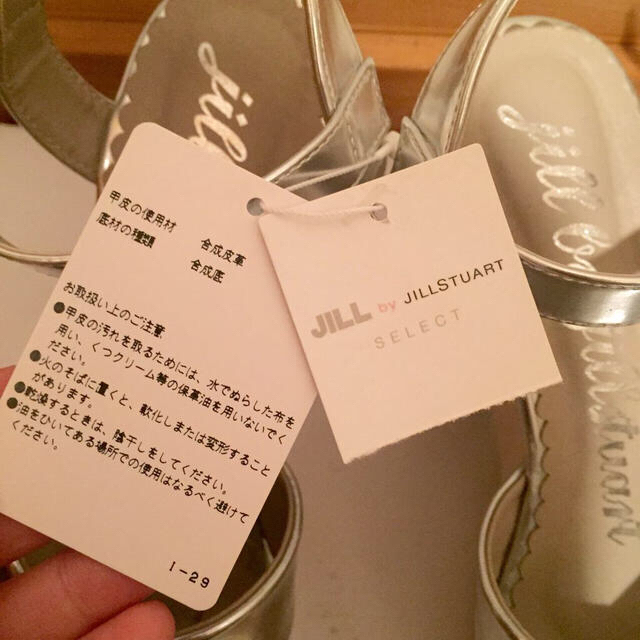 甲皮の使用材 合成皮革
底材の種類 合成底
お取扱い上のご注意
●甲皮の汚れを取るためには、水でぬらした布を
用い、くつクリーム等の保革油を用いないでく
ださい。
●火のそばに置くと、軟化しまたは変形すること
があります。
●乾燥するときは、陰干しをしてください。
●油をひいてある場所での使用はなるべく避けて
ください。
I-29
JILL by JILLSTUART
SELECT
jill
jill by jill stuart